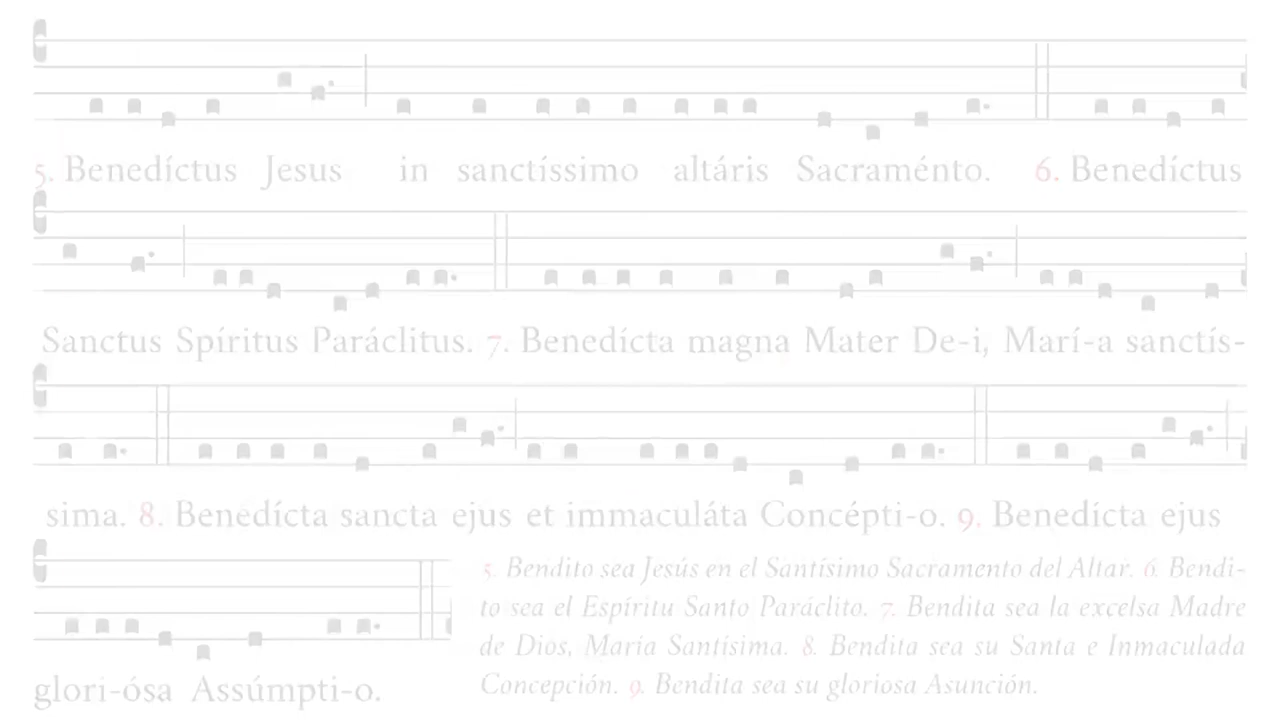 5. Benedíctus Jesus in sanctíssimo altáris Sacraménto. 6. Benedíctus
Sanctus Spíritus Paráclitus. 7. Benedícta magna Mater De-i, Marí-a sanctís-
sima. 8. Benedícta sancta ejus et immaculáta Concépti-o. 9. Benedícta ejus
glori-ósa Assúmpti-o.
5. Bendito sea Jesús en el Santísimo Sacramento del Altar. 6. Bendi-
to sea el Espíritu Santo Paráclito. 7. Bendita sea la excelsa Madre
de Dios, María Santísima. 8. Bendita sea su Santa e Inmaculada
Concepción. 9. Bendita sea su gloriosa Asunción.